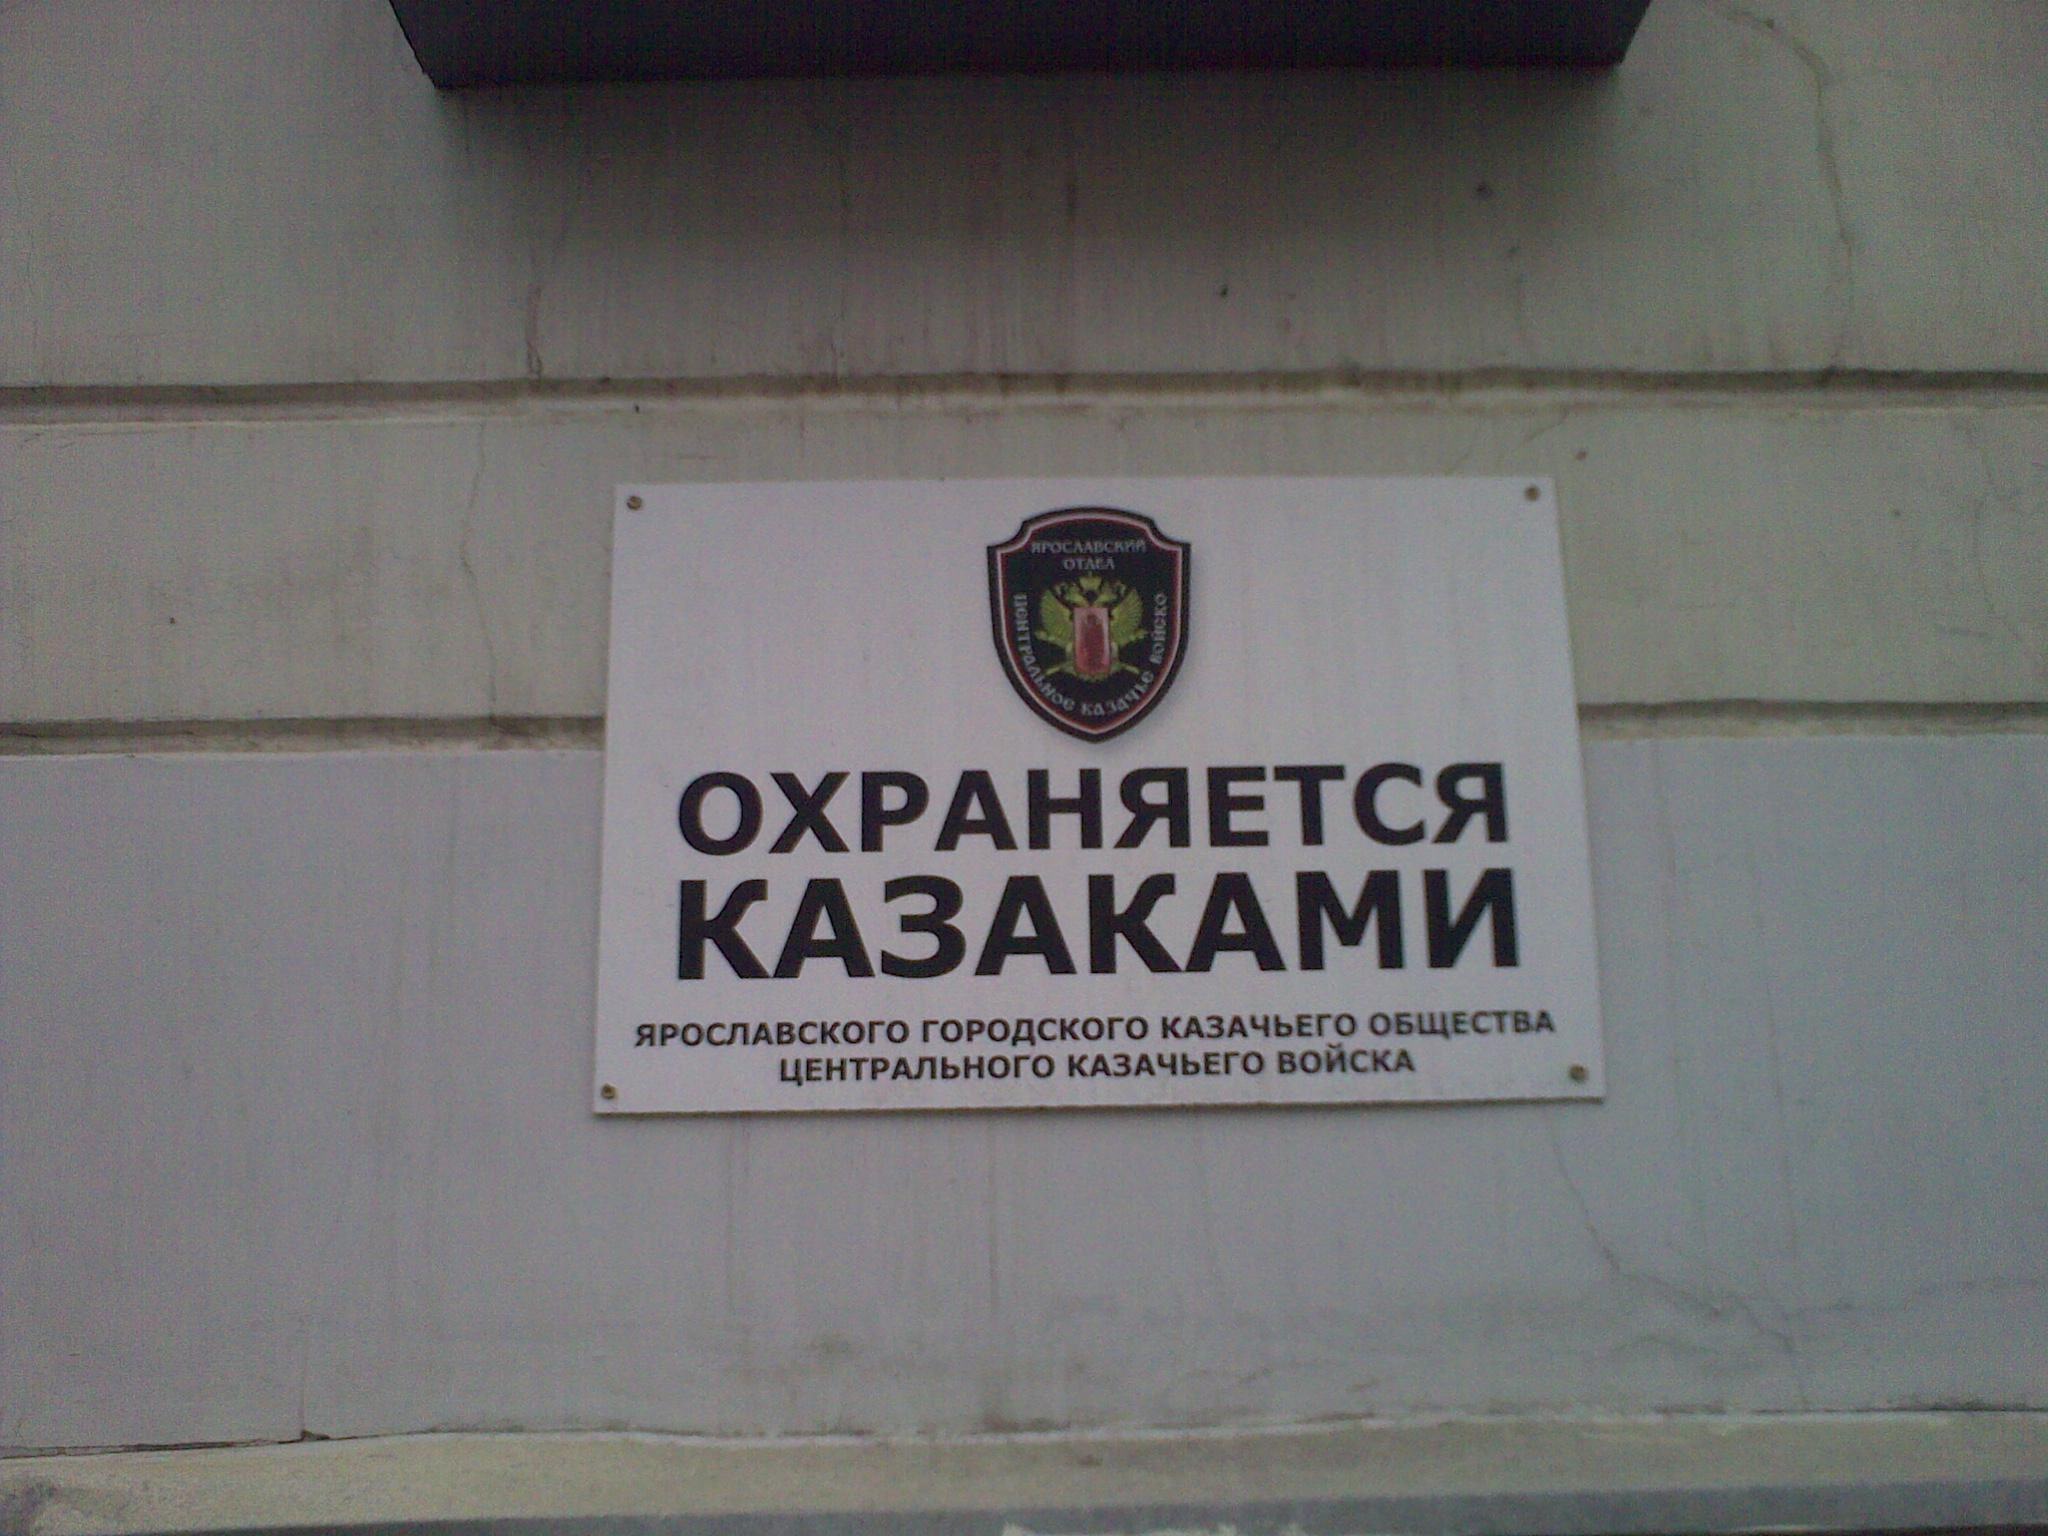 ЯРОСЛАВСКИЙ
ОТДЕЛ
ЦЕНТРАЛЬНОЕ КАЗАЧЬЕ ВОЙСКО
ОХРАНЯЕТСЯ
КАЗАКАМИ
ЯРОСЛАВСКОГО ГОРОДСКОГО КАЗАЧЬЕГО ОБЩЕСТВА
ЦЕНТРАЛЬНОГО КАЗАЧЬЕГО ВОЙСКА